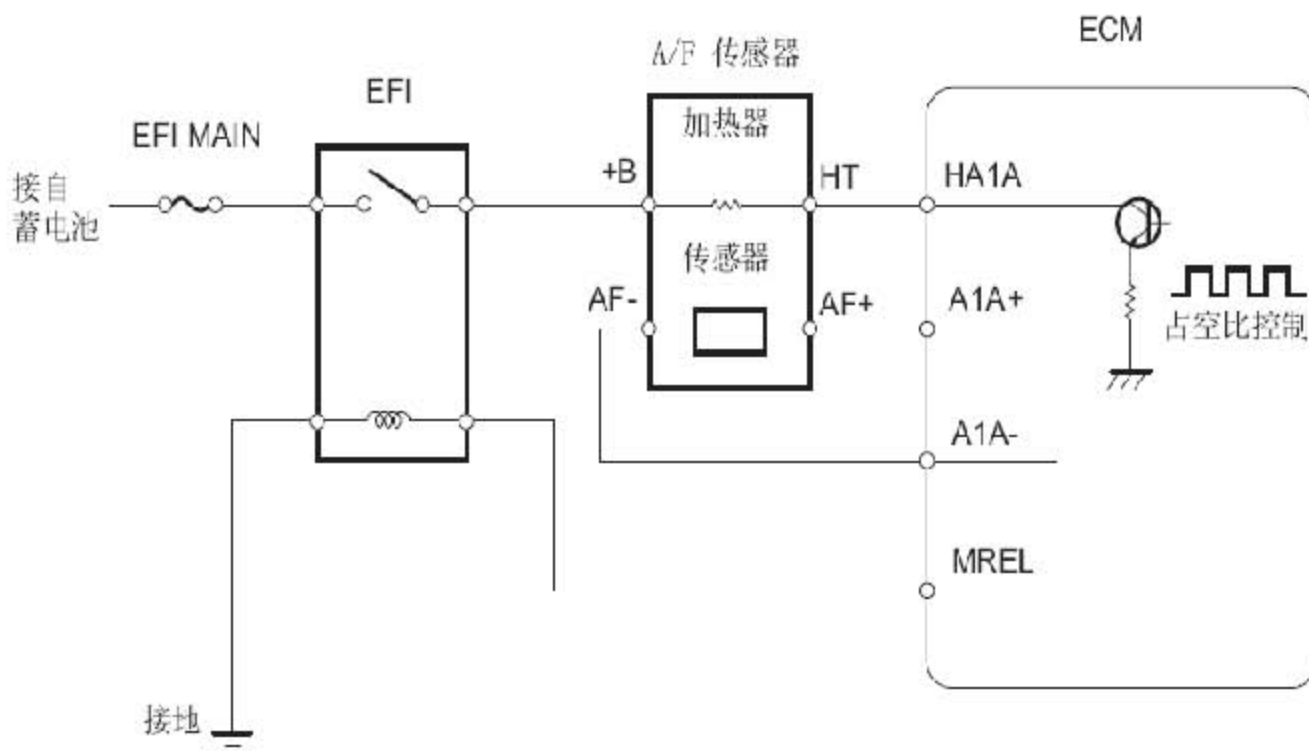 ECM
A/F 传感器
EFI
EFI MAIN
加热器
接自
蓄电池
+B
HT
HA1A
传感器
AF-
AF+
A1A+
占空比控制
A1A-
MREL
接地